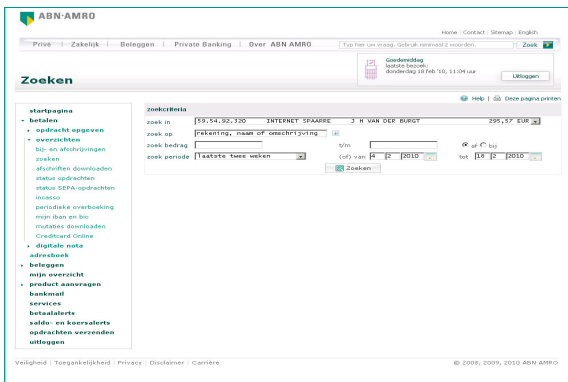 ABN·AMRO
Home | Contact | Sitemap | English
Privé | Zakelijk | Beleggen | Private Banking | Over ABN AMRO
Typ hier uw vraag. Gebruik minimaal 2 woorden. Zoek
Goedemiddag
laatste bezoek:
donderdag 18 feb '10, 11:04 uur
Uitloggen
Zoeken
Help | Deze pagina printen
startpagina
betalen
opdracht opgeven
overzichten
bij- en afschrijvingen
zoeken
afschriften downloaden
status opdrachten
status SEPA-opdrachten
incasso
periodieke overboeking
mijn iban en bic
mutaties downloaden
Creditcard Online
digitale nota
adresboek
beleggen
mijn overzicht
product aanvragen
bankmail
services
betaalalerts
saldo- en koersalerts
opdrachten verzenden
uitloggen
zoekcriteria
zoek in 59.54.92.320 INTERNET SPAARRE J H VAN DER BURGT 295,57 EUR
zoek op rekening, naam of omschrijving
zoek bedrag t/m af bij
zoek periode laatste twee weken (of) van 4 2 2010 tot 18 2 2010
Zoeken
Veiligheid | Toegankelijkheid | Privacy | Disclaimer | Carrière
© 2008, 2009, 2010 ABN AMRO